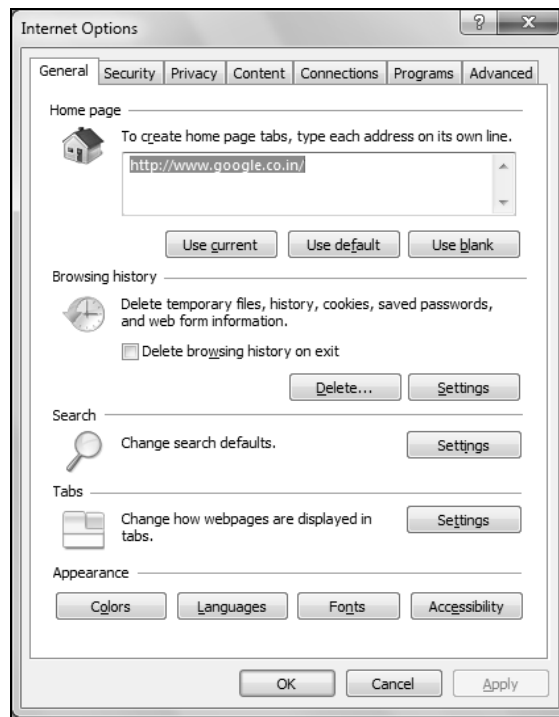 Internet Options
?
General Security Privacy Content Connections Programs Advanced
Home page
To create home page tabs, type each address on its own line.
http://www.google.co.in/
Use current Use default Use blank
Browsing history
Delete temporary files, history, cookies, saved passwords,
and web form information.
Delete browsing history on exit
Delete... Settings
Search
Change search defaults.
Settings
Tabs
Change how webpages are displayed in
tabs.
Settings
Appearance
Colors Languages Fonts Accessibility
OK Cancel Apply